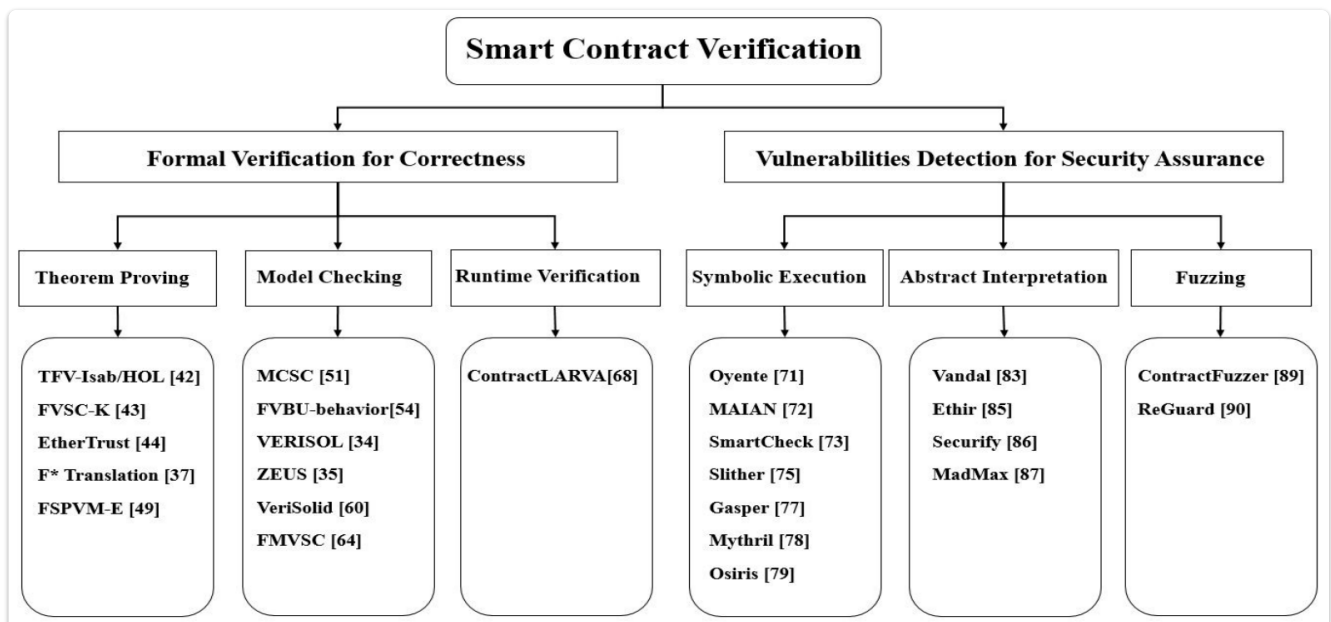 Smart Contract Verification
Formal Verification for Correctness
Vulnerabilities Detection for Security Assurance
Theorem Proving
Model Checking
Runtime Verification
Symbolic Execution
Abstract Interpretation
Fuzzing
TFV-Isab/HOL [42]
FVSC-K [43]
EtherTrust [44]
F* Translation [37]
FSPVM-E [49]
MCSC [51]
FVBU-behavior[54]
VERISOL [34]
ZEUS [35]
VeriSolid [60]
FMVSC [64]
ContractLARVA[68]
Oyente [71]
MAIAN [72]
SmartCheck [73]
Slither [75]
Gasper [77]
Mythril [78]
Osiris [79]
Vandal [83]
Ethir [85]
Securify [86]
MadMax [87]
ContractFuzzer [89]
ReGuard [90]